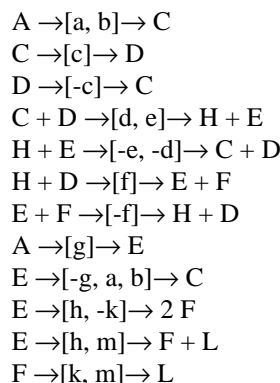 A →[a, b]→ C
C →[c]→ D
D →[-c]→ C
C + D →[d, e]→ H + E
H + E →[-e, -d]→ C + D
H + D →[f]→ E + F
E + F →[-f]→ H + D
A →[g]→ E
E →[-g, a, b]→ C
E →[h, -k]→ 2 F
E →[h, m]→ F + L
F →[k, m]→ L